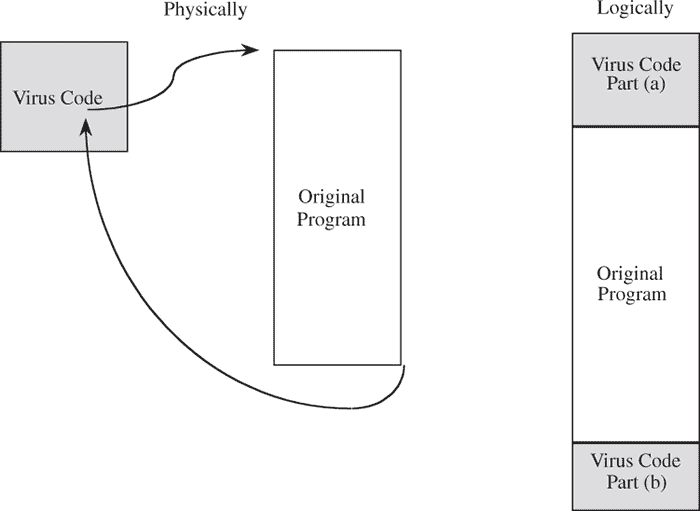 Physically
Logically
Virus Code
Original
Program
Virus Code
Part (a)
Original
Program
Virus Code
Part (b)